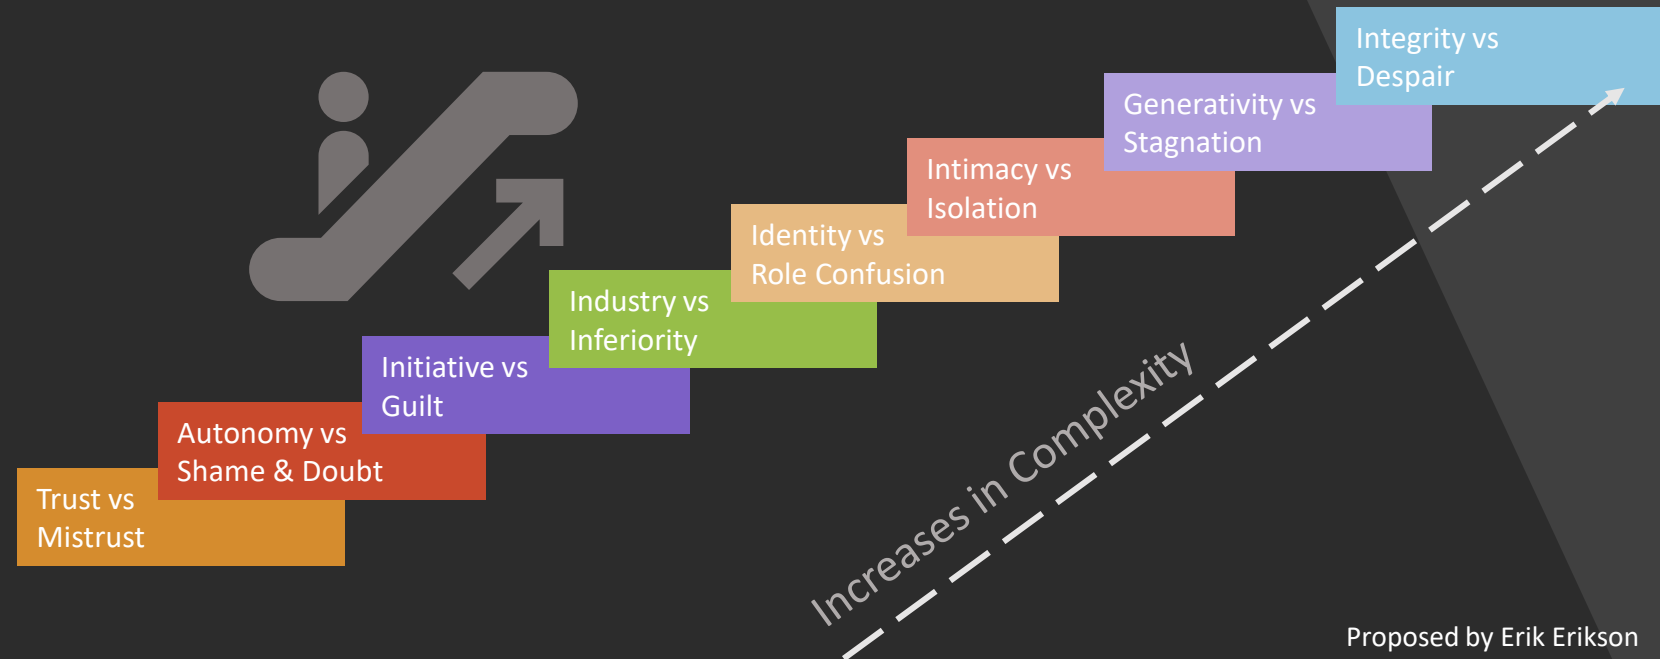 Trust vs
Mistrust
Autonomy vs
Shame & Doubt
Initiative vs
Guilt
Industry vs
Inferiority
Identity vs
Role Confusion
Intimacy vs
Isolation
Generativity vs
Stagnation
Integrity vs
Despair
Increases in Complexity
Proposed by Erik Erikson